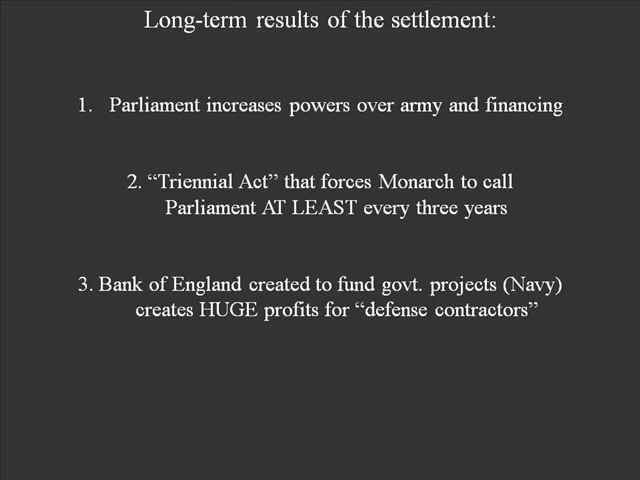 Long-term results of the settlement:
1. Parliament increases powers over army and financing
2. “Triennial Act” that forces Monarch to call
Parliament AT LEAST every three years
3. Bank of England created to fund govt. projects (Navy)
creates HUGE profits for “defense contractors”